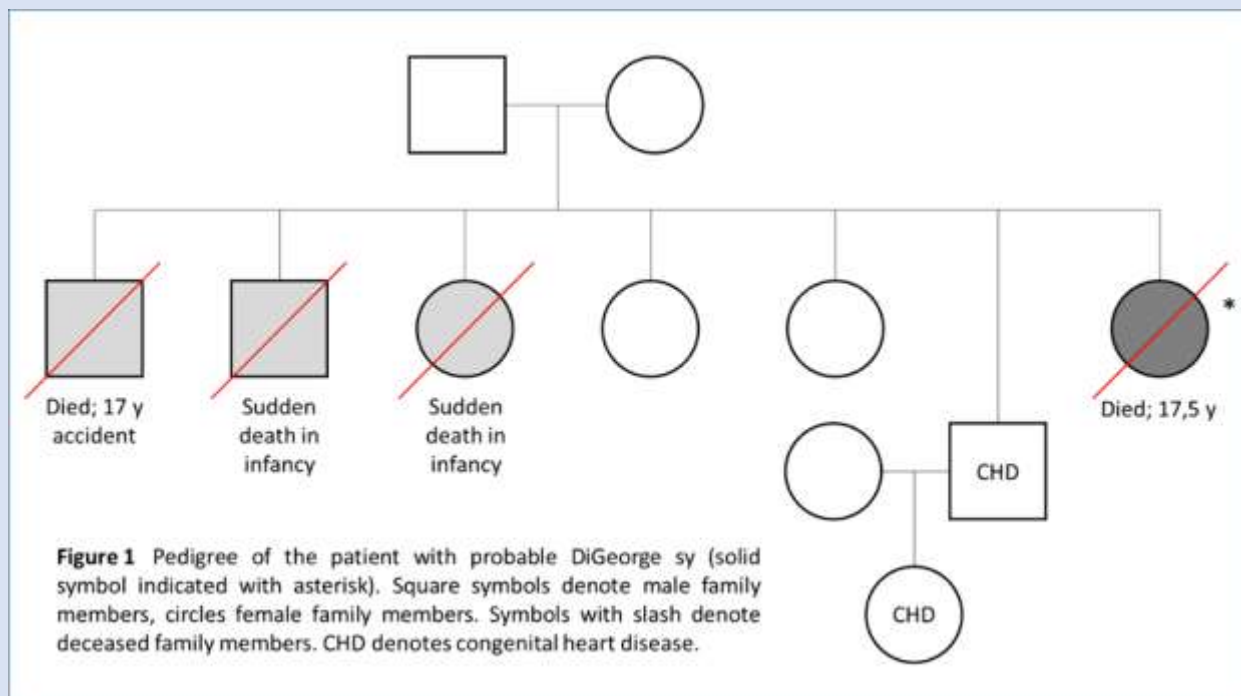 *
Died; 17 y
accident
Sudden
death in
infancy
Sudden
death in
infancy
Died; 17,5 y
CHD
CHD
Figure 1 Pedigree of the patient with probable DiGeorge sy (solid
symbol indicated with asterisk). Square symbols denote male family
members, circles female family members. Symbols with slash denote
deceased family members. CHD denotes congenital heart disease.